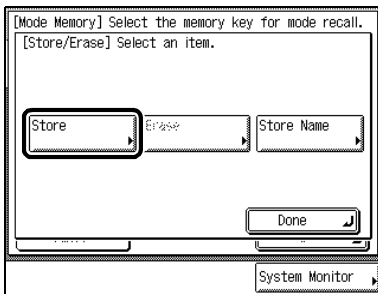 [Mode Memory] Select the memory key for mode recall.
[Store/Erase] Select an item.
Store
Erase
Store Name
Done
System Monitor